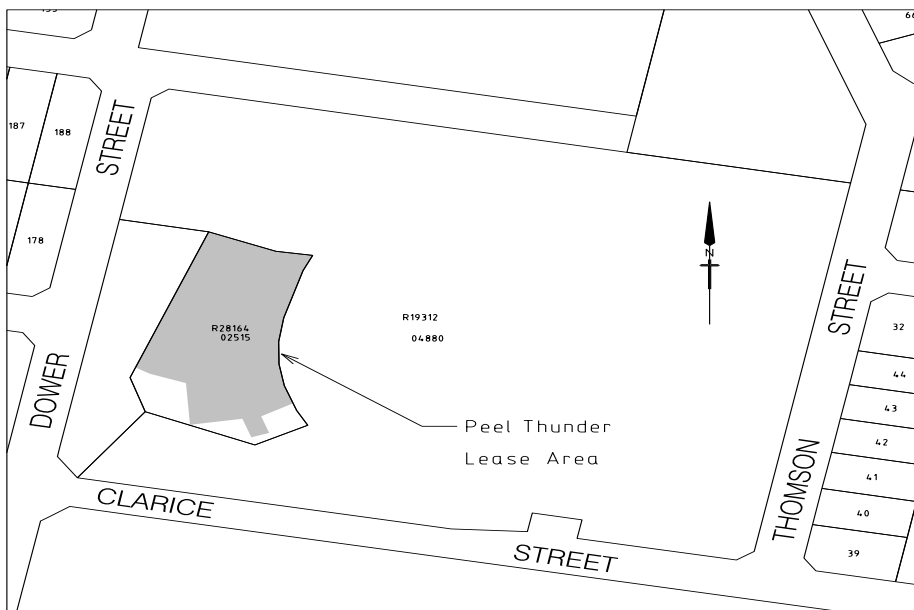 187
188
STREET
178
R28164
02515
R19312
04880
N
STREET
32
44
DOWER
43
Peel Thunder
Lease Area
42
41
THOMSON
CLARICE
40
STREET
39